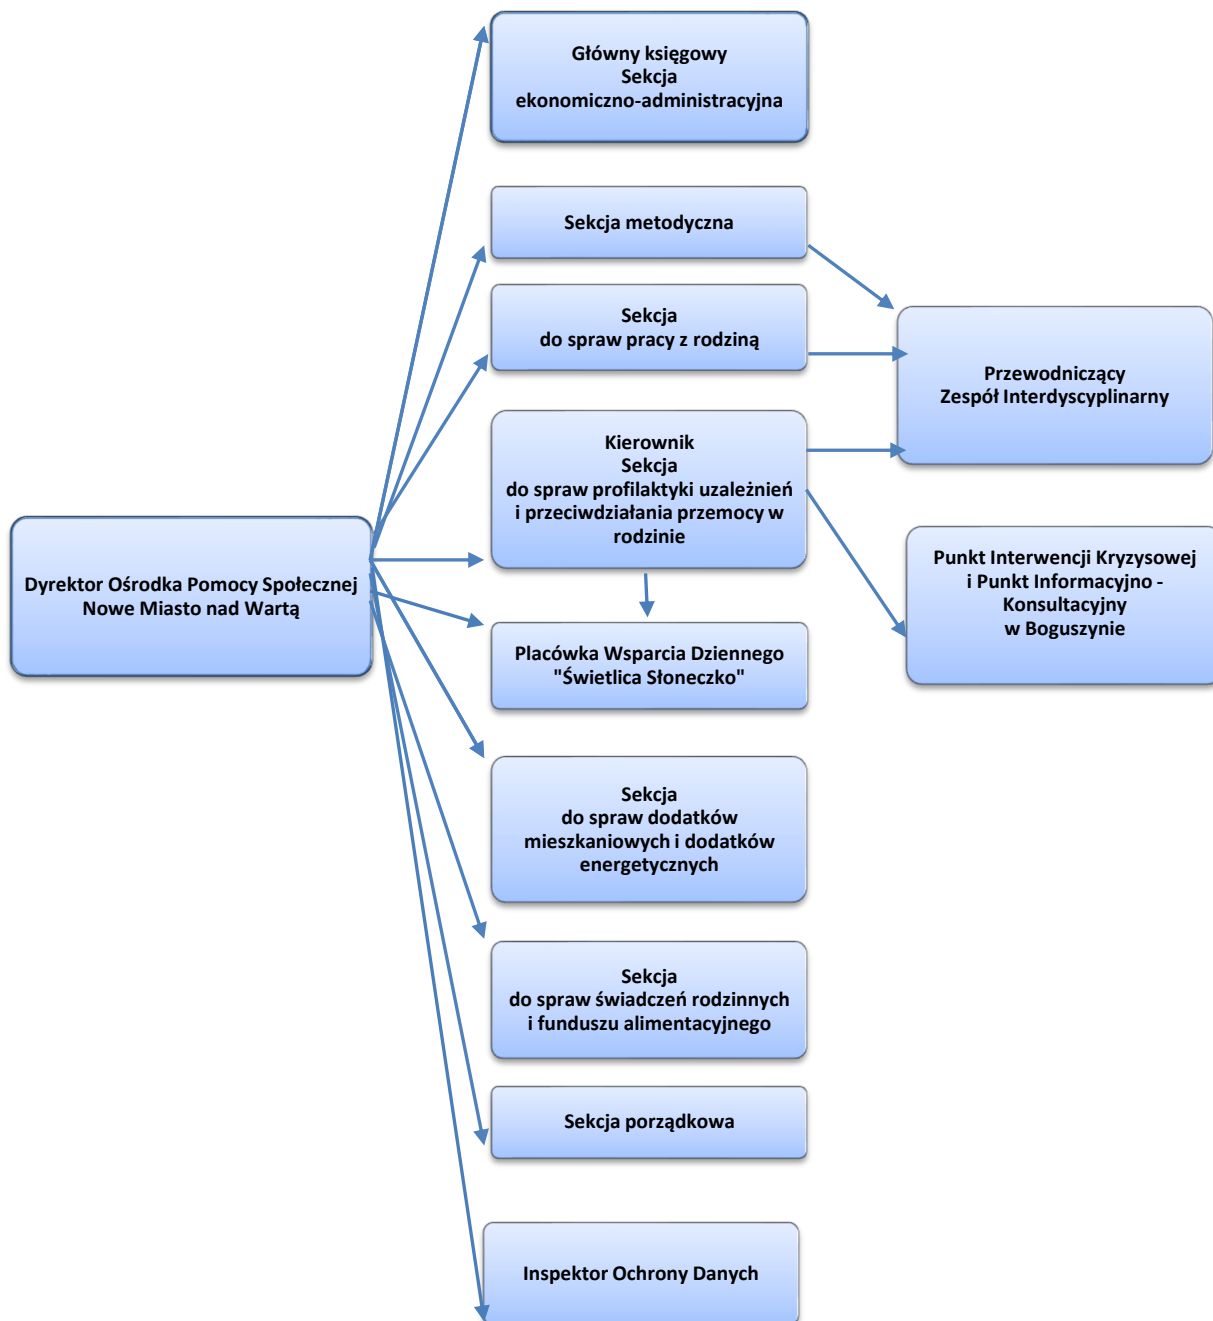 Główny księgowy
Sekcja
ekonomiczno-administracyjna
Sekcja metodyczna
Sekcja
do spraw pracy z rodziną
Przewodniczący
Zespół Interdyscyplinarny
Kierownik
Sekcja
do spraw profilaktyki uzależnień
i przeciwdziałania przemocy w
rodzinie
Dyrektor Ośrodka Pomocy Społecznej
Nowe Miasto nad Wartą
Punkt Interwencji Kryzysowej
i Punkt Informacyjno -
Konsultacyjny
w Boguszynie
Placówka Wsparcia Dziennego
"Świetlica Słoneczko"
Sekcja
do spraw dodatków
mieszkaniowych i dodatków
energetycznych
Sekcja
do spraw świadczeń rodzinnych
i funduszu alimentacyjnego
Sekcja porządkowa
Inspektor Ochrony Danych